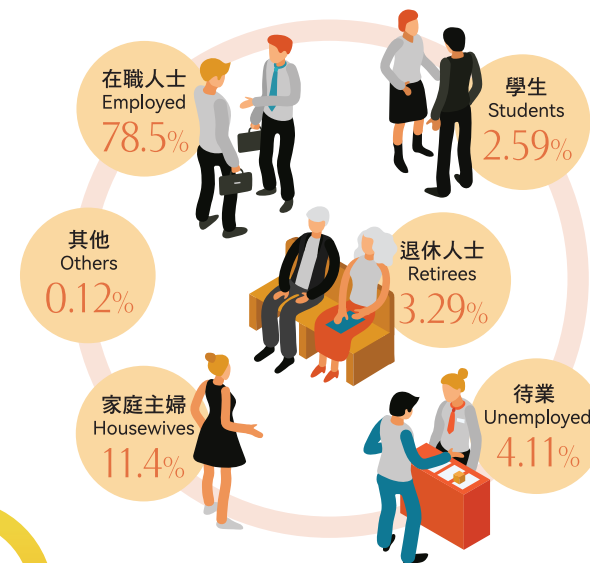 在職人士
Employed
78.5%
學生
Students
2.59%
其他
Others
0.12%
退休人士
Retirees
3.29%
家庭主婦
Housewives
11.4%
待業
Unemployed
4.11%